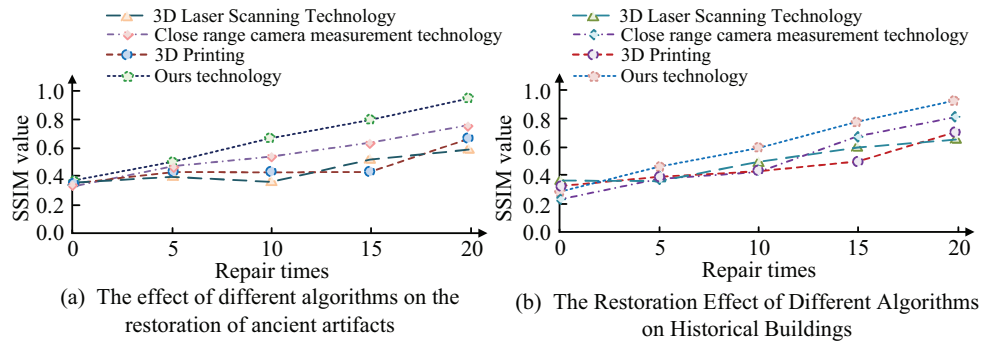 3D Laser Scanning Technology
Close range camera measurement technology
3D Printing
Ours technology
SSIM value
1.0
0.8
0.6
0.4
0.2
0.0
0 5 10 15 20
Repair times
(a) The effect of different algorithms on the
restoration of ancient artifacts
3D Laser Scanning Technology
Close range camera measurement technology
3D Printing
Ours technology
SSIM value
1.0
0.8
0.6
0.4
0.2
0.0
0 5 10 15 20
Repair times
(b) The Restoration Effect of Different Algorithms
on Historical Buildings